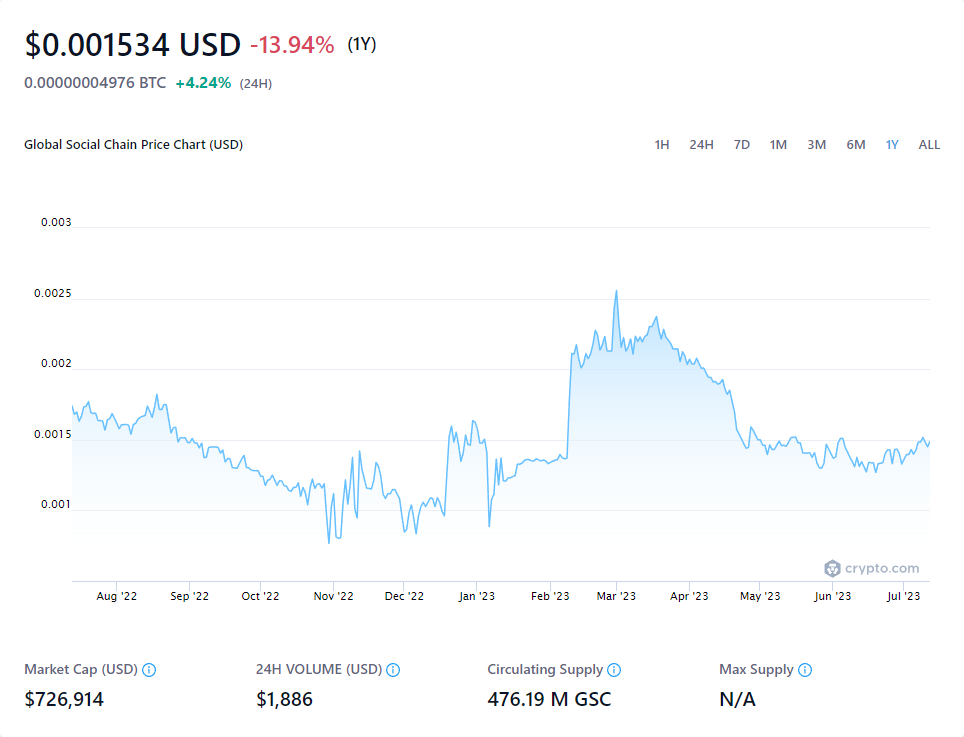 $0.001534 USD -13.94% (1Y)
0.00000004976 BTC +4.24% (24H)
Global Social Chain Price Chart (USD) 1H 24H 7D 1M 3M 6M 1Y ALL
0.003
0.0025
0.002
0.0015
0.001
crypto.com
Aug '22 Sep '22 Oct '22 Nov '22 Dec '22 Jan '23 Feb '23 Mar '23 Apr '23 May '23 Jun '23 Jul '23
Market Cap (USD) 24H VOLUME (USD) Circulating Supply Max Supply
$726,914 $1,886 476.19 M GSC N/A